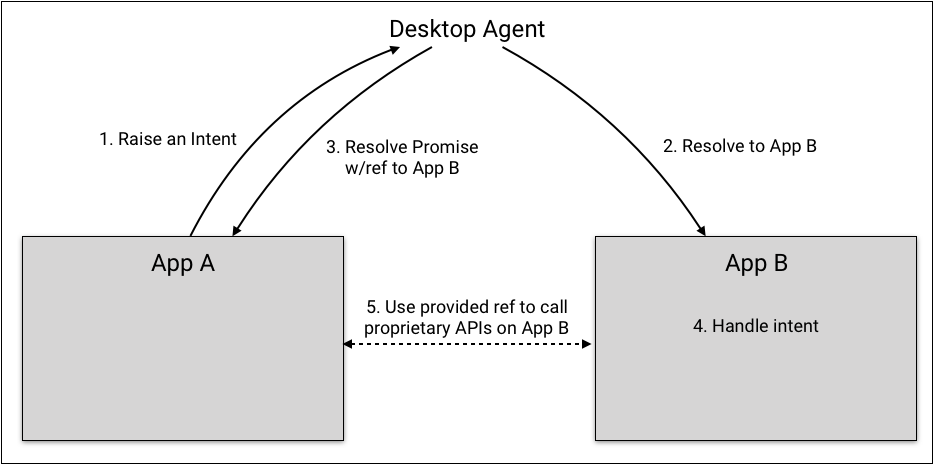 Desktop Agent
1. Raise an Intent
3. Resolve Promise
w/ref to App B
2. Resolve to App B
App A
App B
5. Use provided ref to call
proprietary APIs on App B
4. Handle intent